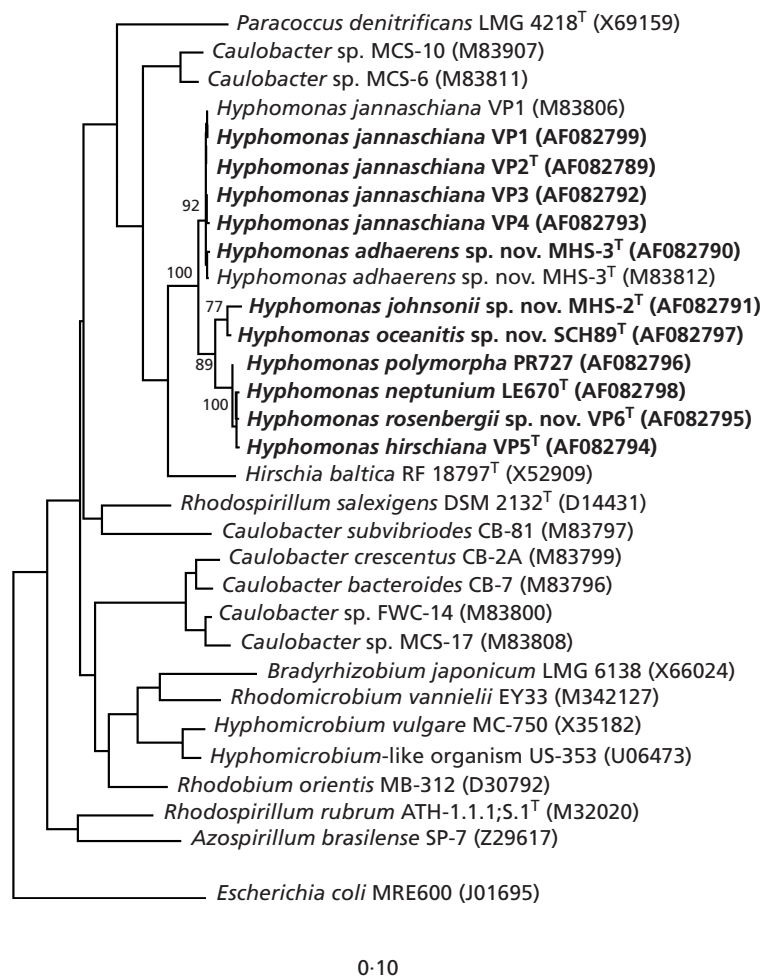 Paracoccus denitrificans LMG 4218ᵀ (X69159)
Caulobacter sp. MCS-10 (M83907)
Caulobacter sp. MCS-6 (M83811)
Hyphomonas jannaschiana VP1 (M83806)
Hyphomonas jannaschiana VP1 (AF082799)
Hyphomonas jannaschiana VP2ᵀ (AF082789)
Hyphomonas jannaschiana VP3 (AF082792)
92
Hyphomonas jannaschiana VP4 (AF082793)
Hyphomonas adhaerens sp. nov. MHS-3ᵀ (AF082790)
100
Hyphomonas adhaerens sp. nov. MHS-3ᵀ (M83812)
77
Hyphomonas johnsonii sp. nov. MHS-2ᵀ (AF082791)
Hyphomonas oceanitis sp. nov. SCH89ᵀ (AF082797)
89
Hyphomonas polymorpha PR727 (AF082796)
Hyphomonas neptunium LE670ᵀ (AF082798)
100
Hyphomonas rosenbergii sp. nov. VP6ᵀ (AF082795)
Hyphomonas hirschiana VP5ᵀ (AF082794)
Hirschia baltica RF 18797ᵀ (X52909)
Rhodospirillum salexigens DSM 2132ᵀ (D14431)
Caulobacter subvibriodes CB-81 (M83797)
Caulobacter crescentus CB-2A (M83799)
Caulobacter bacteroides CB-7 (M83796)
Caulobacter sp. FWC-14 (M83800)
Caulobacter sp. MCS-17 (M83808)
Bradyrhizobium japonicum LMG 6138 (X66024)
Rhodomicrobium vannielii EY33 (M342127)
Hyphomicrobium vulgare MC-750 (X35182)
Hyphomicrobium-like organism US-353 (U06473)
Rhodobium orientis MB-312 (D30792)
Rhodospirillum rubrum ATH-1.1.1;S.1ᵀ (M32020)
Azospirillum brasilense SP-7 (Z29617)
Escherichia coli MRE600 (J01695)
0·10